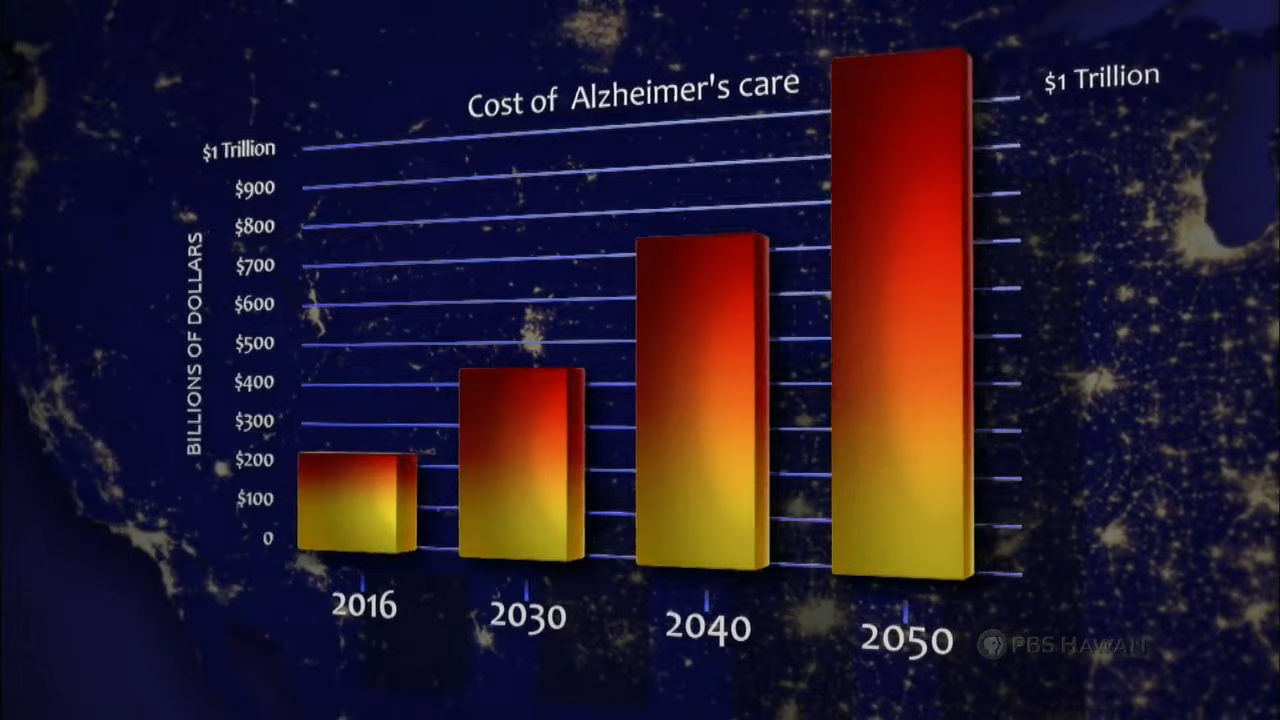 Cost of Alzheimer's care
$1 Trillion
$1 Trillion
$900
$800
$700
$600
$500
$400
$300
$200
$100
0
BILLIONS OF DOLLARS
2016
2030
2040
2050
PBS HAWAI'I